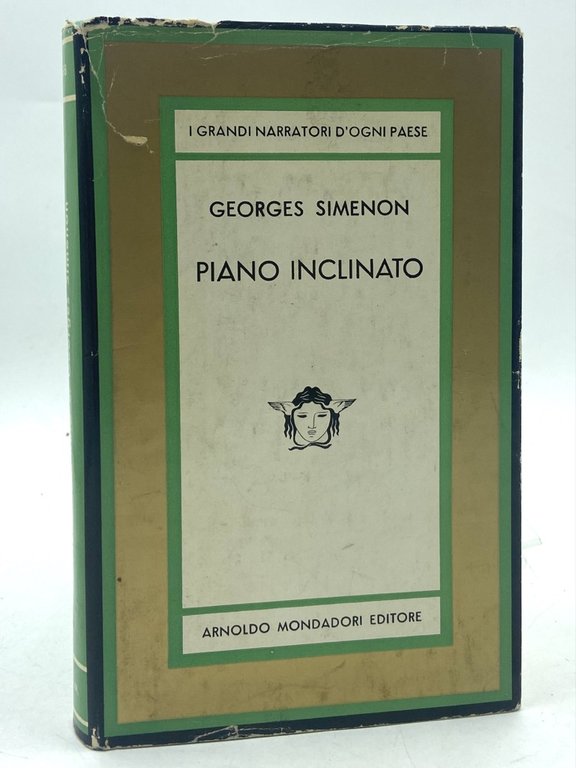 I GRANDI NARRATORI D'OGNI PAESE
GEORGES SIMENON
PIANO INCLINATO
ARNOLDO MONDADORI EDITORE